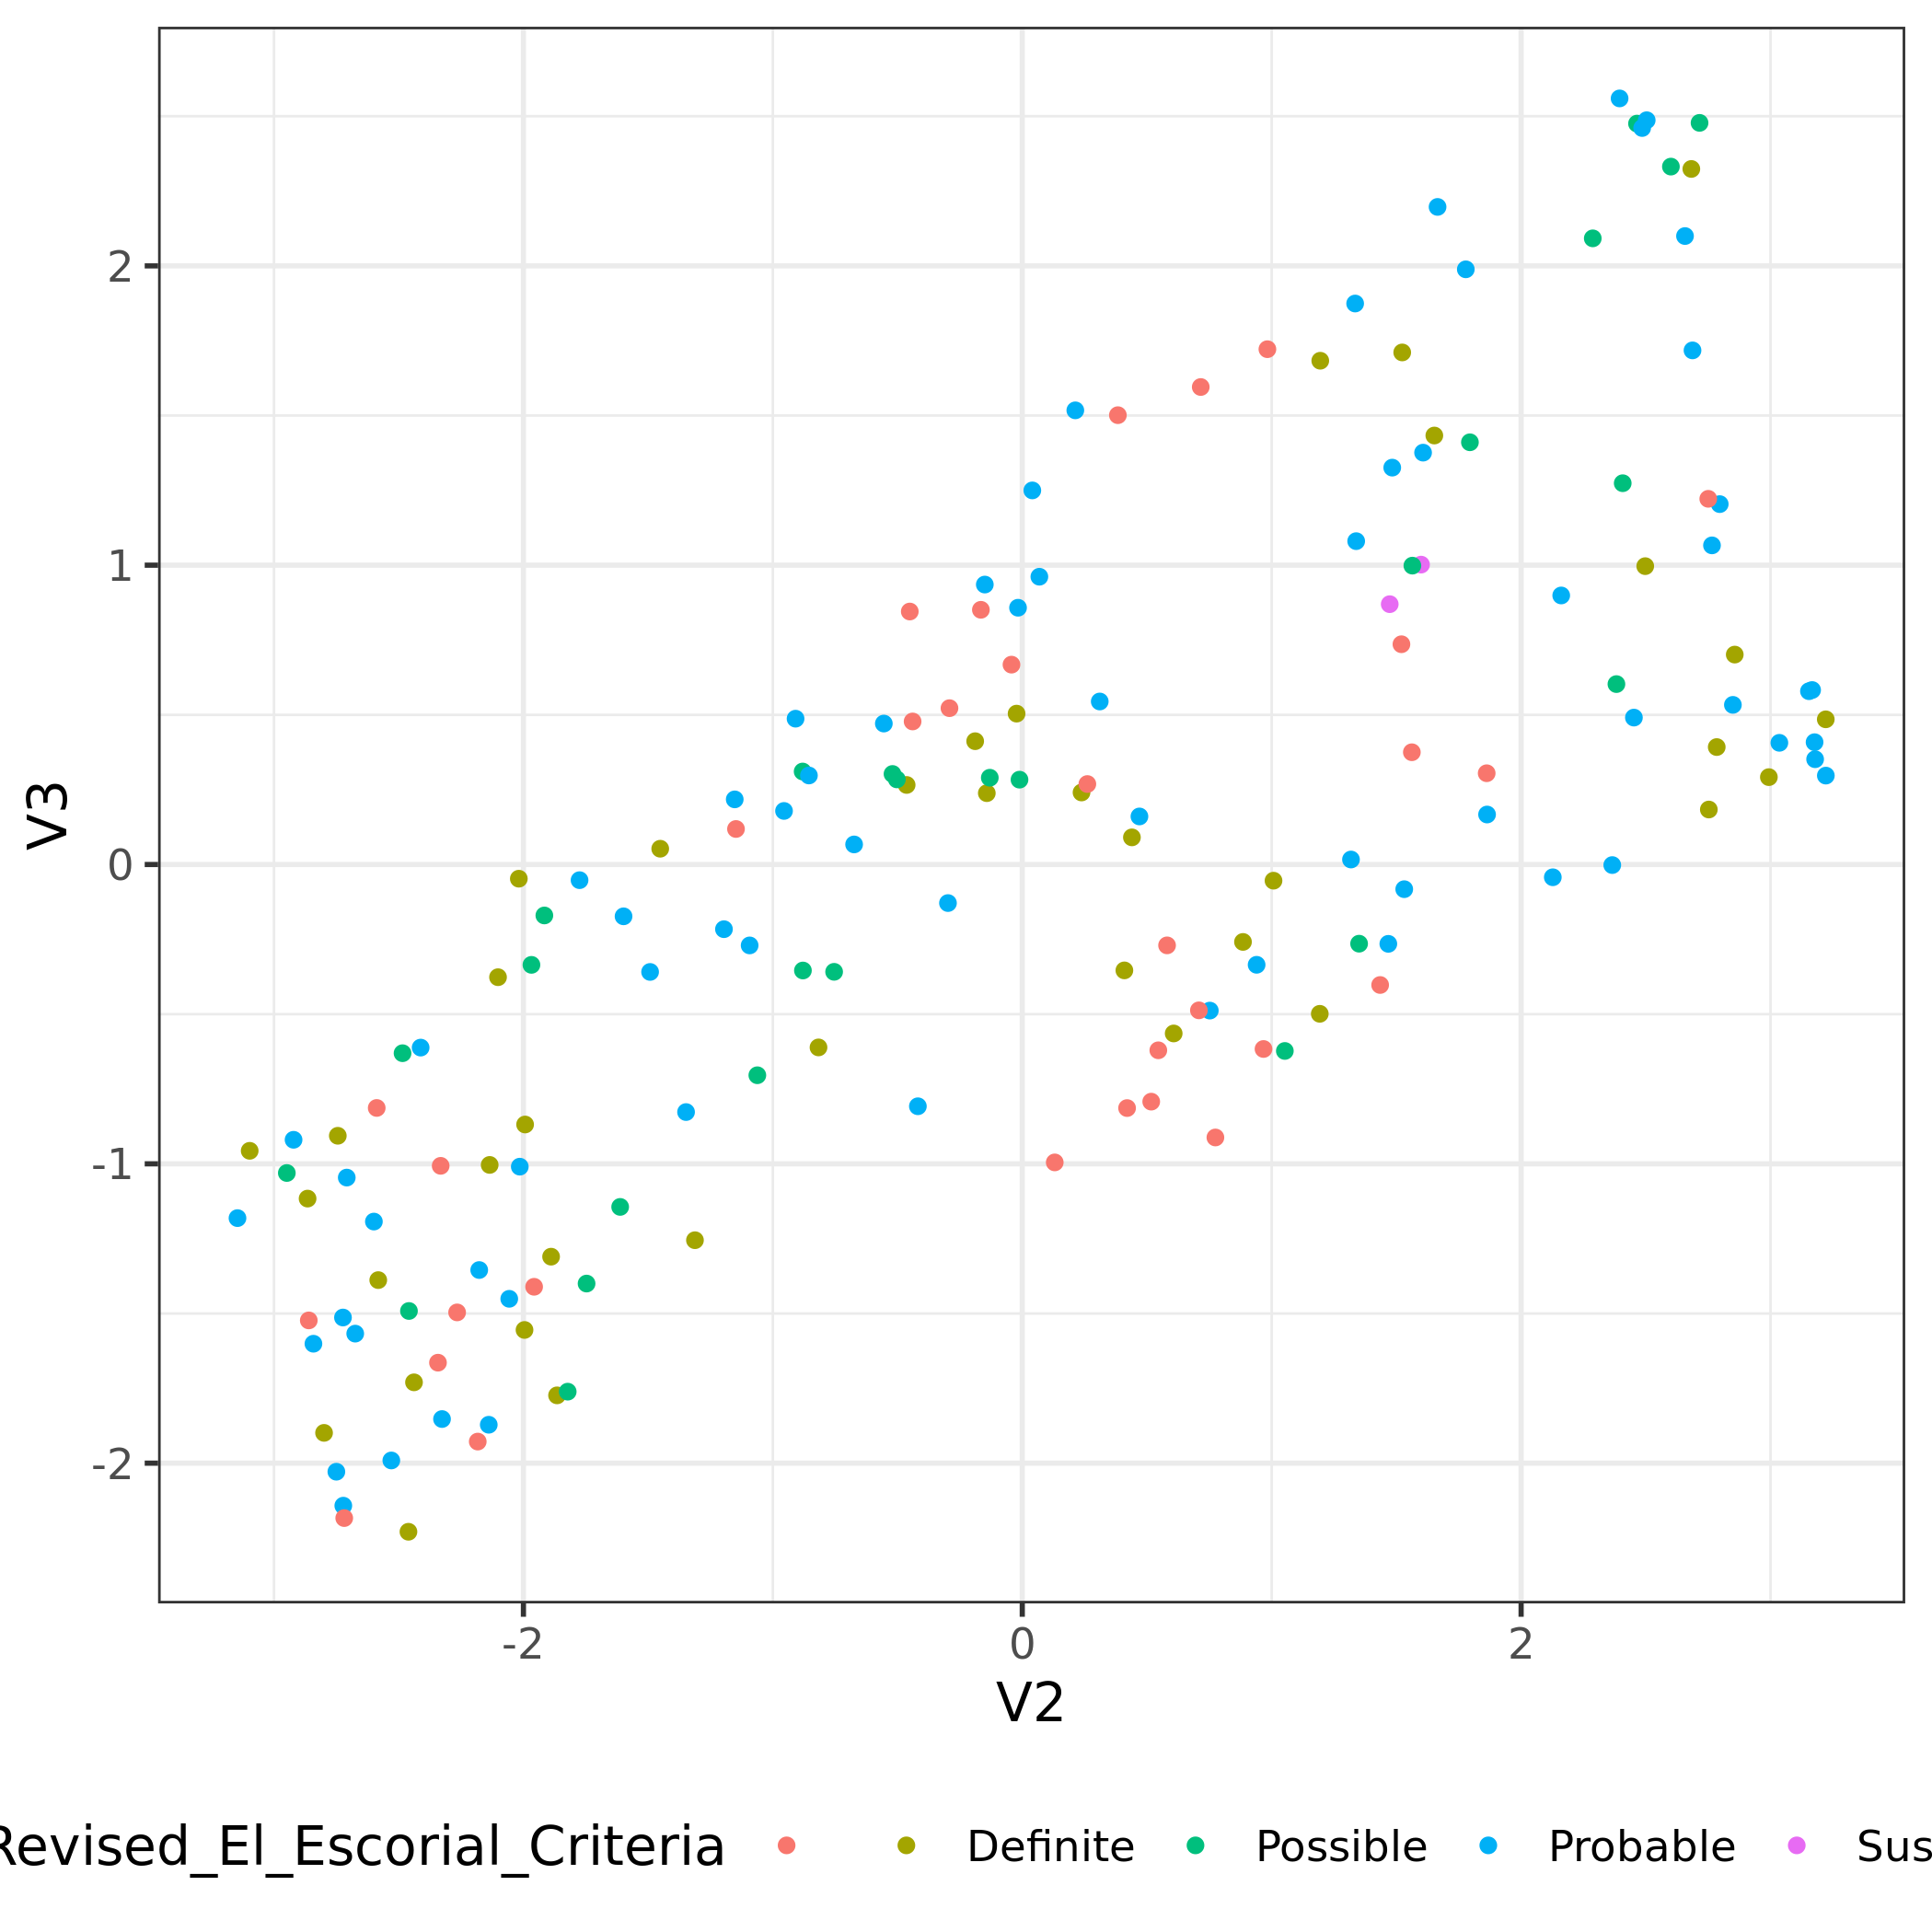 2
1
0
-1
-2
V3
-2 0 2
V2
Revised_El_Escorial_Criteria Definite Possible Probable Sus